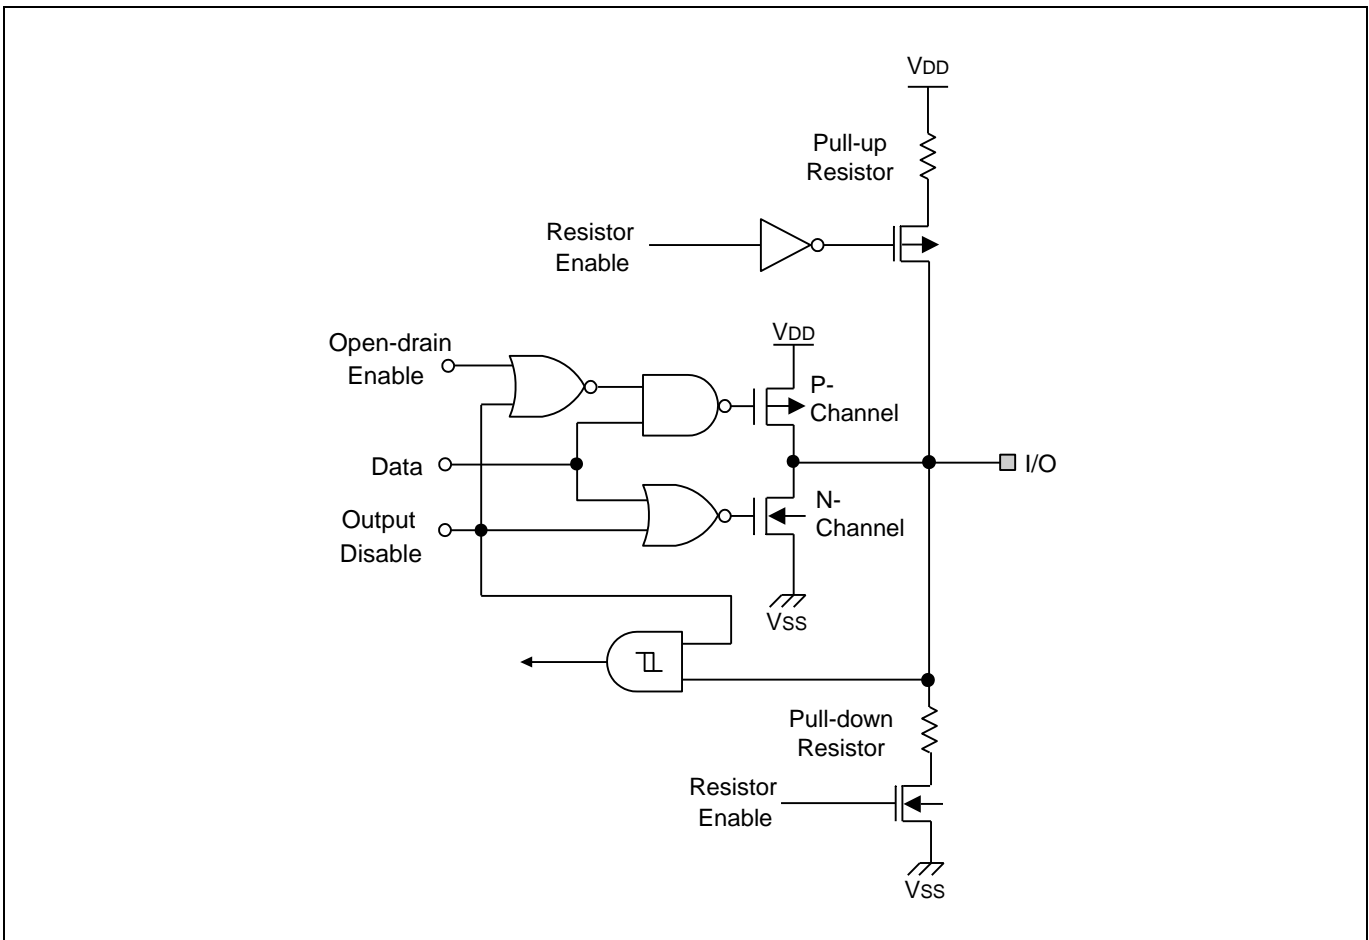 VDD
Pull-up
Resistor
Resistor
Enable
VDD
Open-drain
Enable
P-
Channel
Data
I/O
Output
Disable
N-
Channel
VSS
Pull-down
Resistor
Resistor
Enable
VSS